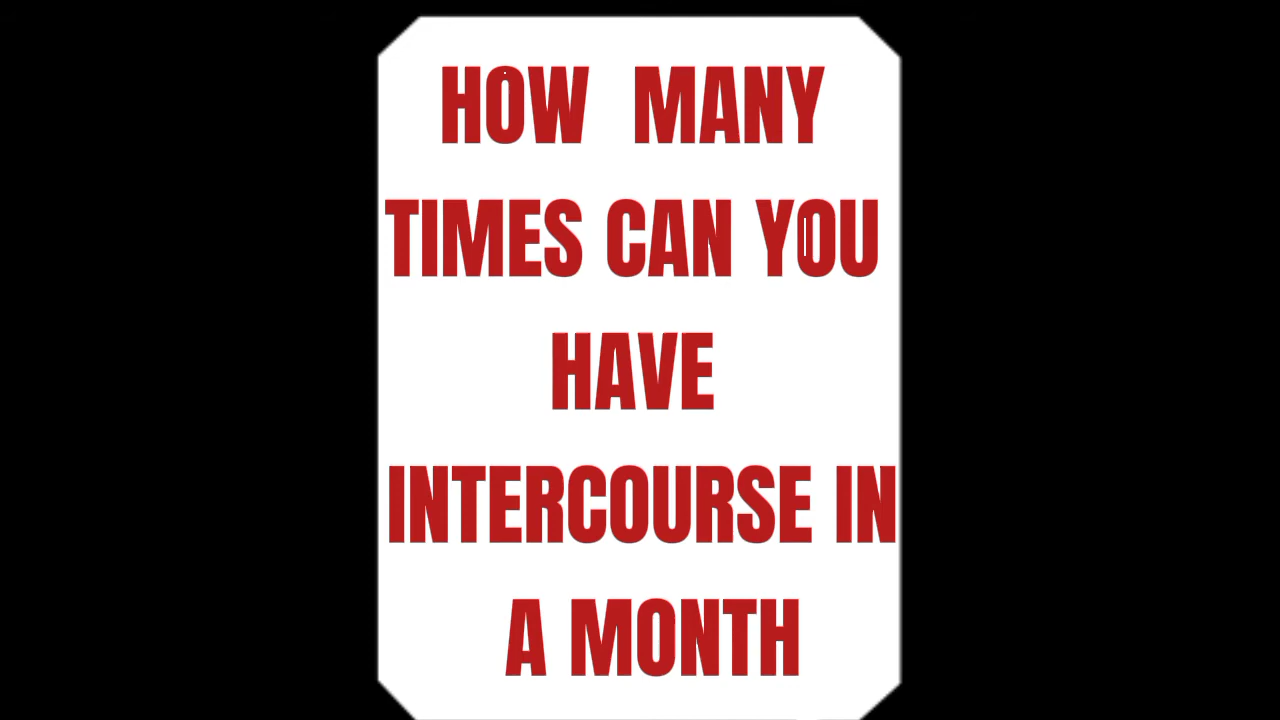 HOW MANY
TIMES CAN YOU
HAVE
INTERCOURSE IN
A MONTH